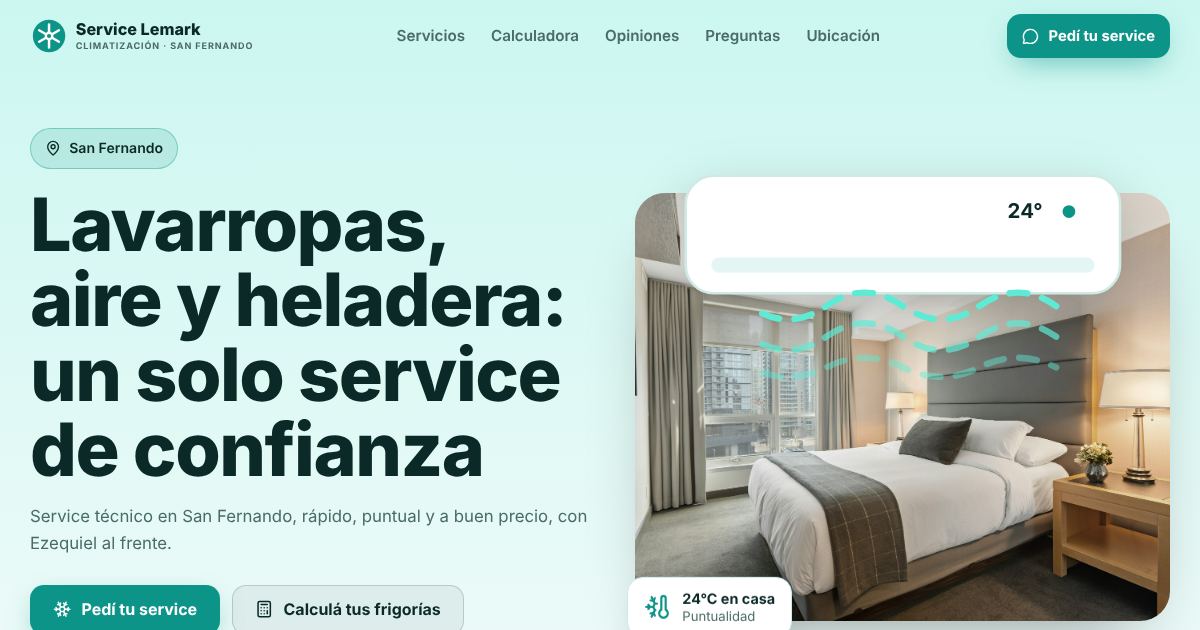 Service Lemark
CLIMATIZACIÓN · SAN FERNANDO
Servicios
Calculadora
Opiniones
Preguntas
Ubicación
Pedí tu service
San Fernando
Lavarropas,
aire y heladera:
un solo service
de confianza
Service técnico en San Fernando, rápido, puntual y a buen precio, con
Ezequiel al frente.
Pedí tu service
Calculá tus frigorías
24°
24°C en casa
Puntualidad